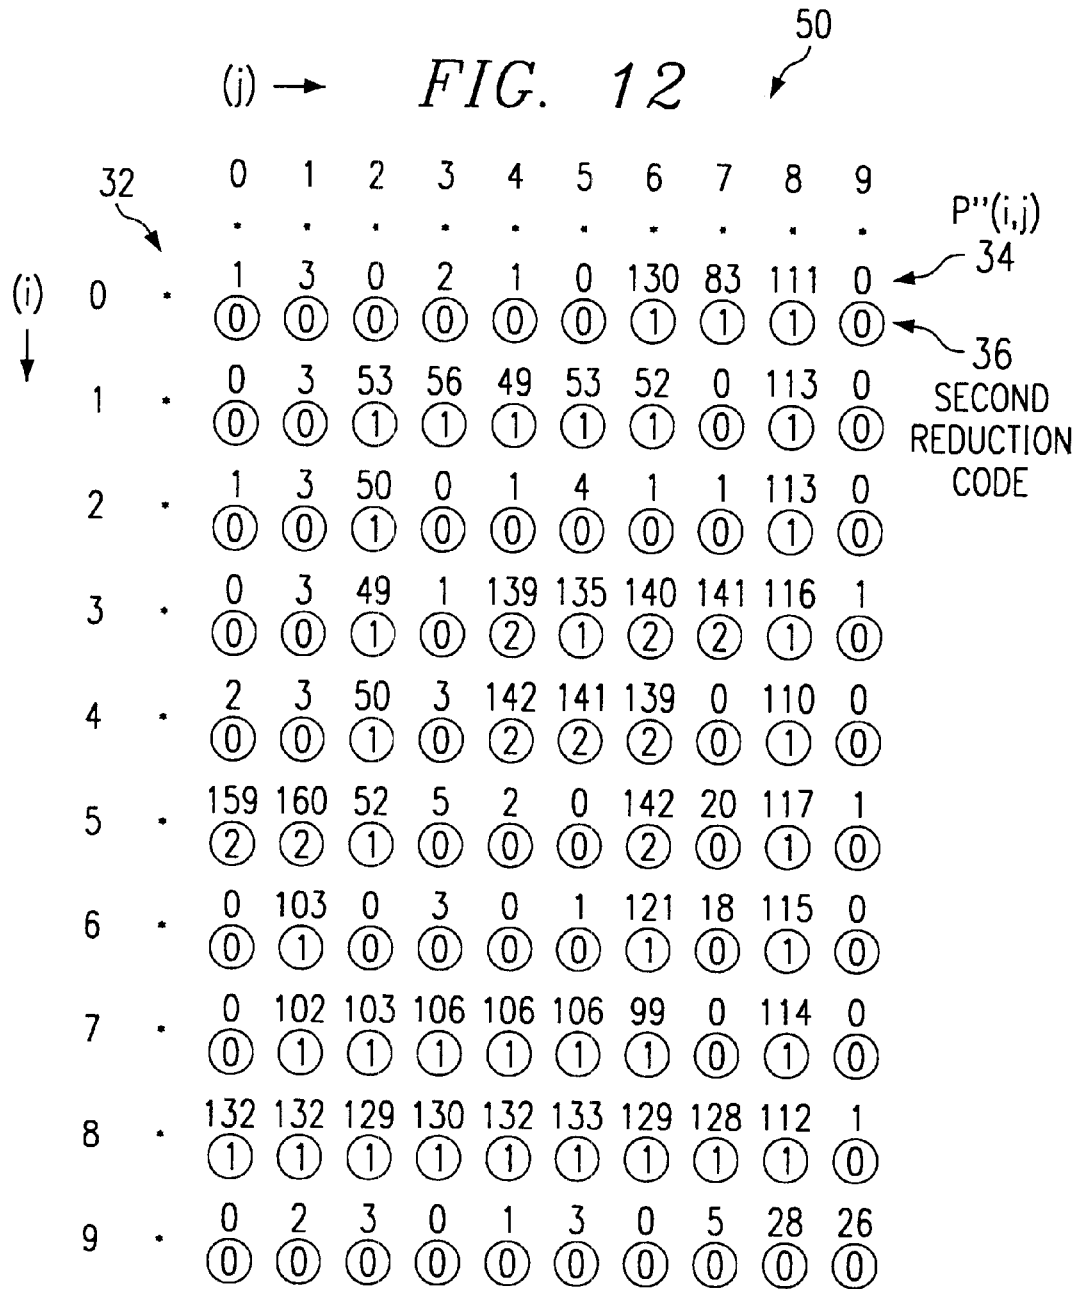 50
(j) → FIG. 12
32 0 1 2 3 4 5 6 7 8 9
P''(i,j)
(i) 0 1 3 0 2 1 0 130 83 111 0 34
0 0 0 0 0 0 1 1 1 0 36
SECOND
REDUCTION
CODE
1 0 3 53 56 49 53 52 0 113 0
0 0 1 1 1 1 1 0 1 0
2 1 3 50 0 1 4 1 1 113 0
0 0 1 0 0 0 0 0 1 0
3 0 3 49 1 139 135 140 141 116 1
0 0 1 0 2 1 2 2 1 0
4 2 3 50 3 142 141 139 0 110 0
0 0 1 0 2 2 2 0 1 0
5 159 160 52 5 2 0 142 20 117 1
2 2 1 0 0 0 2 0 1 0
6 0 103 0 3 0 1 121 18 115 0
0 1 0 0 0 0 1 0 1 0
7 0 102 103 106 106 106 99 0 114 0
0 1 1 1 1 1 1 0 1 0
8 132 132 129 130 132 133 129 128 112 1
1 1 1 1 1 1 1 1 1 0
9 0 2 3 0 1 3 0 5 28 26
0 0 0 0 0 0 0 0 0 0